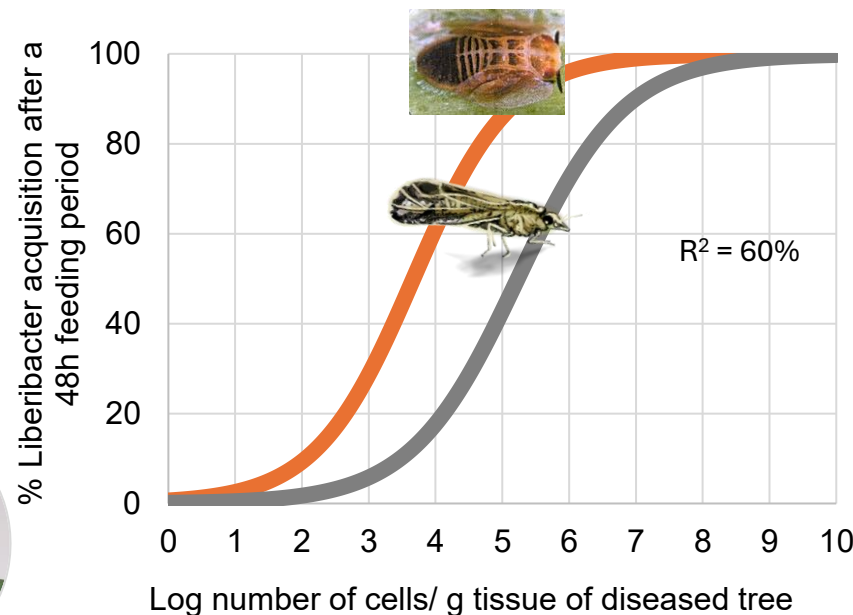 % Liberibacter acquisition after a
48h feeding period
100
80
60
40
20
0
R² = 60%
0 1 2 3 4 5 6 7 8 9 10
Log number of cells/ g tissue of diseased tree